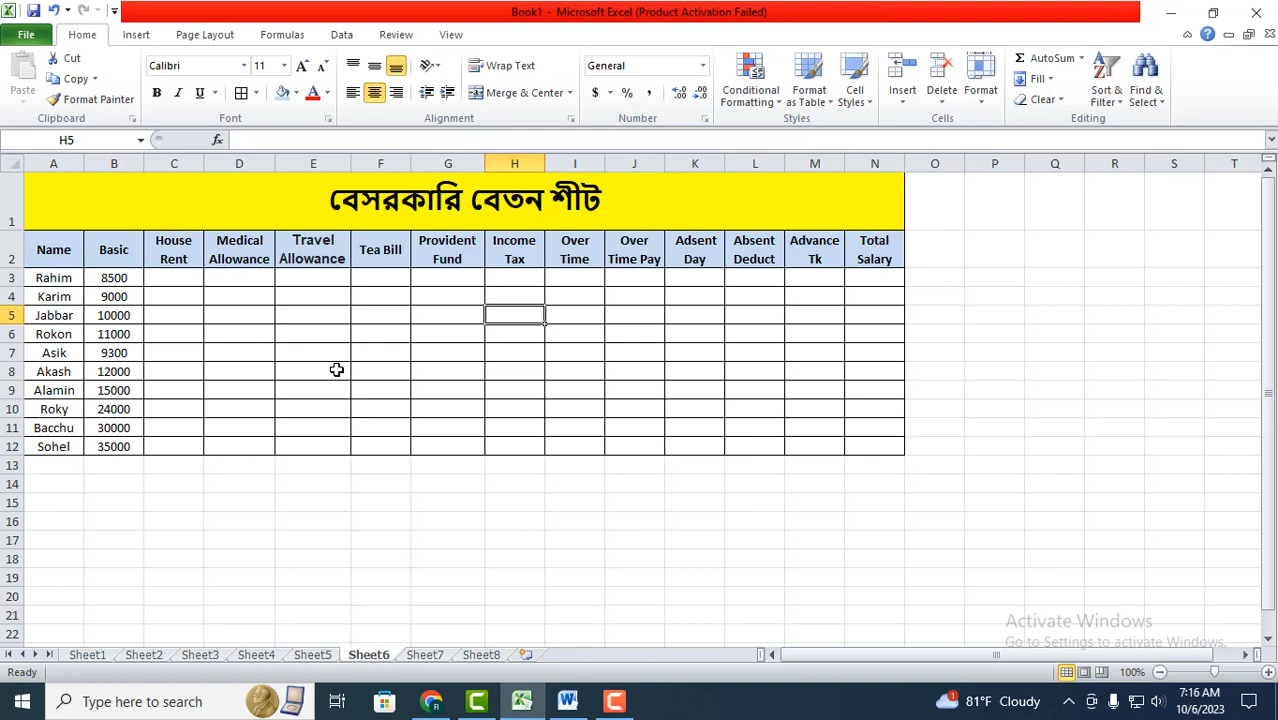 Book1 - Microsoft Excel (Product Activation Failed)
File Home Insert Page Layout Formulas Data Review View
Paste Cut Copy Format Painter Clipboard
Calibri 11 Font
Wrap Text Merge & Center Alignment
General Number
Conditional Formatting Format as Table Cell Styles Styles
Insert Delete Format Cells
AutoSum Fill Clear Sort & Filter Find & Select Editing
H5 fx
A B C D E F G H I J K L M N O P Q R S T
1 বেসরকারি বেতন শীট
2 Name Basic House Rent Medical Allowance Travel Allowance Tea Bill Provident Fund Income Tax Over Time Over Time Pay Adsent Day Absent Deduct Advance Tk Total Salary
3 Rahim 8500
4 Karim 9000
5 Jabbar 10000
6 Rokon 11000
7 Asik 9300
8 Akash 12000
9 Alamin 15000
10 Roky 24000
11 Bacchu 30000
12 Sohel 35000
13
14
15
16
17
18
19
20
21
22
Activate Windows
Go to Settings to activate Windows.
Sheet1 Sheet2 Sheet3 Sheet4 Sheet5 Sheet6 Sheet7 Sheet8
Ready 100%
Type here to search 81°F Cloudy 7:16 AM
10/6/2023